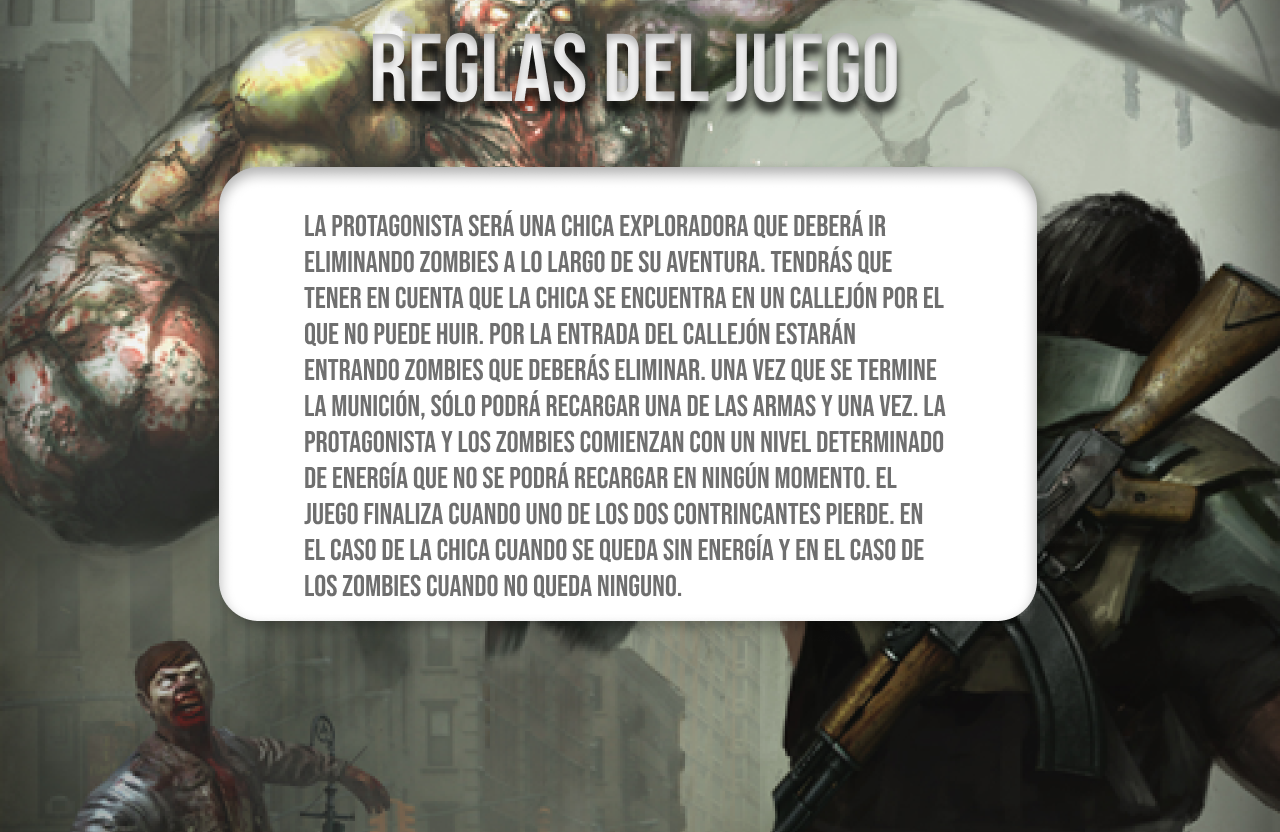 REGLAS DEL JUEGO
LA PROTAGONISTA SERÁ UNA CHICA EXPLORADORA QUE DEBERÁ IR
ELIMINANDO ZOMBIES A LO LARGO DE SU AVENTURA. TENDRÁS QUE
TENER EN CUENTA QUE LA CHICA SE ENCUENTRA EN UN CALLEJÓN POR EL
QUE NO PUEDE HUIR. POR LA ENTRADA DEL CALLEJÓN ESTARÁN
ENTRANDO ZOMBIES QUE DEBERÁS ELIMINAR. UNA VEZ QUE SE TERMINE
LA MUNICIÓN, SÓLO PODRÁ RECARGAR UNA DE LAS ARMAS Y UNA VEZ. LA
PROTAGONISTA Y LOS ZOMBIES COMIENZAN CON UN NIVEL DETERMINADO
DE ENERGÍA QUE NO SE PODRÁ RECARGAR EN NINGÚN MOMENTO. EL
JUEGO FINALIZA CUANDO UNO DE LOS DOS CONTRINCANTES PIERDE. EN
EL CASO DE LA CHICA CUANDO SE QUEDA SIN ENERGÍA Y EN EL CASO DE
LOS ZOMBIES CUANDO NO QUEDA NINGUNO.